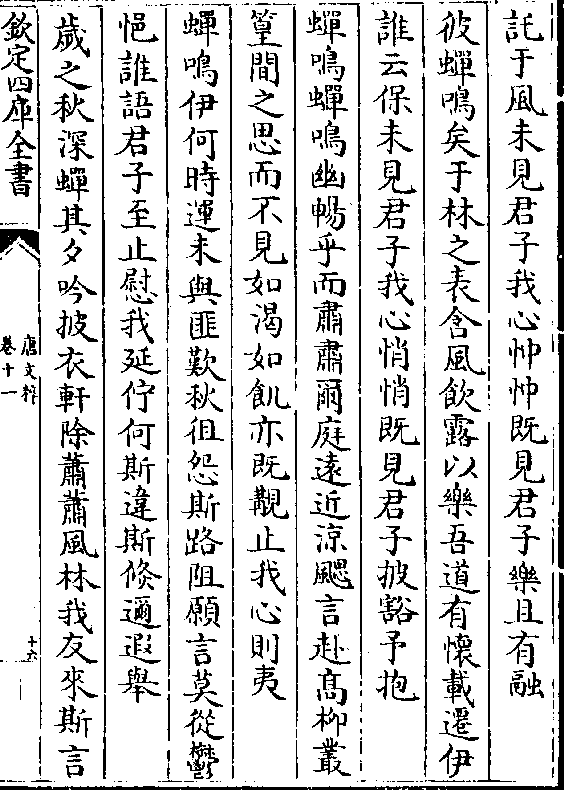 託于風未見君子我心忡忡既見君子樂且有融
彼蟬鳴矣于林之表含風飲露以樂吾道有懷載遷伊
誰云保未見君子我心悄悄既見君子披豁予抱
蟬鳴蟬鳴幽暢乎而肅肅爾庭遠近涼颸言赴髙柳叢
篁間之思而不見如渴如飢亦既覯止我心則夷
蟬鳴伊何時運未與匪歎秋徂怨斯路阻願言莫從鬱
悒誰語君子至止慰我延佇何斯違斯倐邇遐舉
歲之秋深蟬其夕吟披衣軒除蕭蕭風林我友來斯言
欽定四庫全書
唐文粹
卷十一
十六